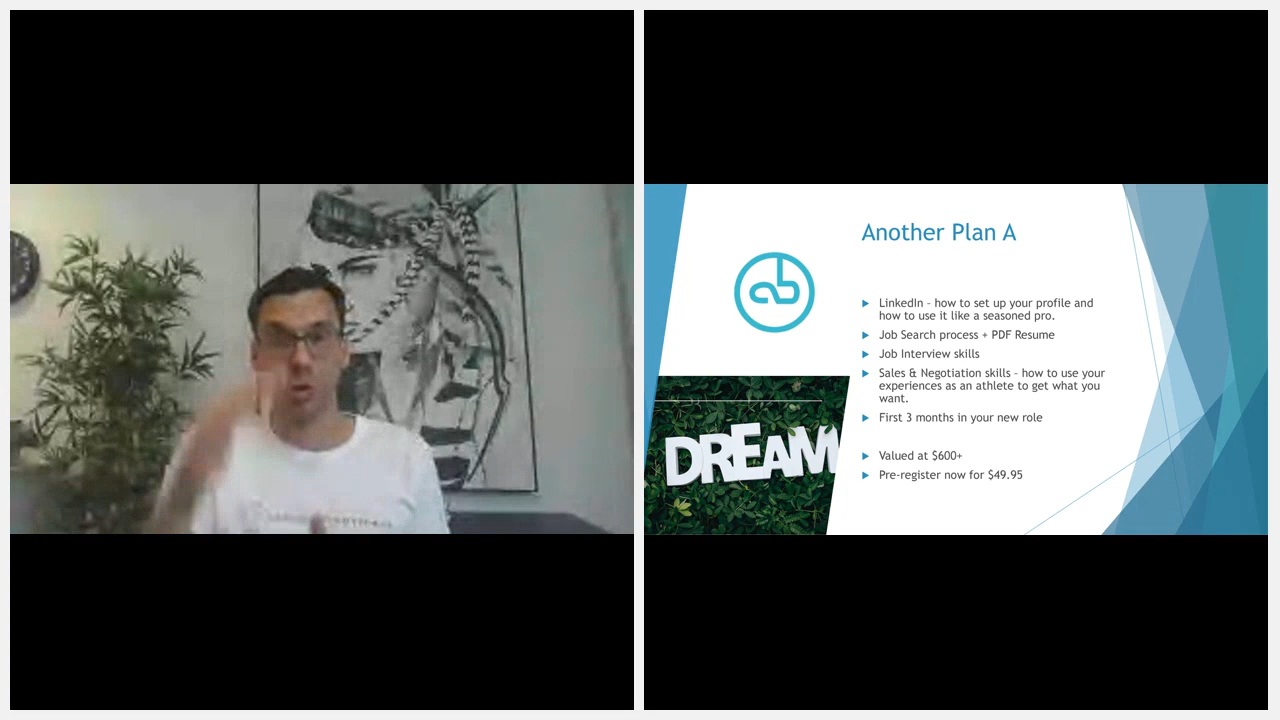 Another Plan A
LinkedIn – how to set up your profile and
how to use it like a seasoned pro.
Job Search process + PDF Resume
Job Interview skills
Sales & Negotiation skills – how to use your
experiences as an athlete to get what you
want.
First 3 months in your new role
Valued at $600+
Pre-register now for $49.95
ab
DREAM